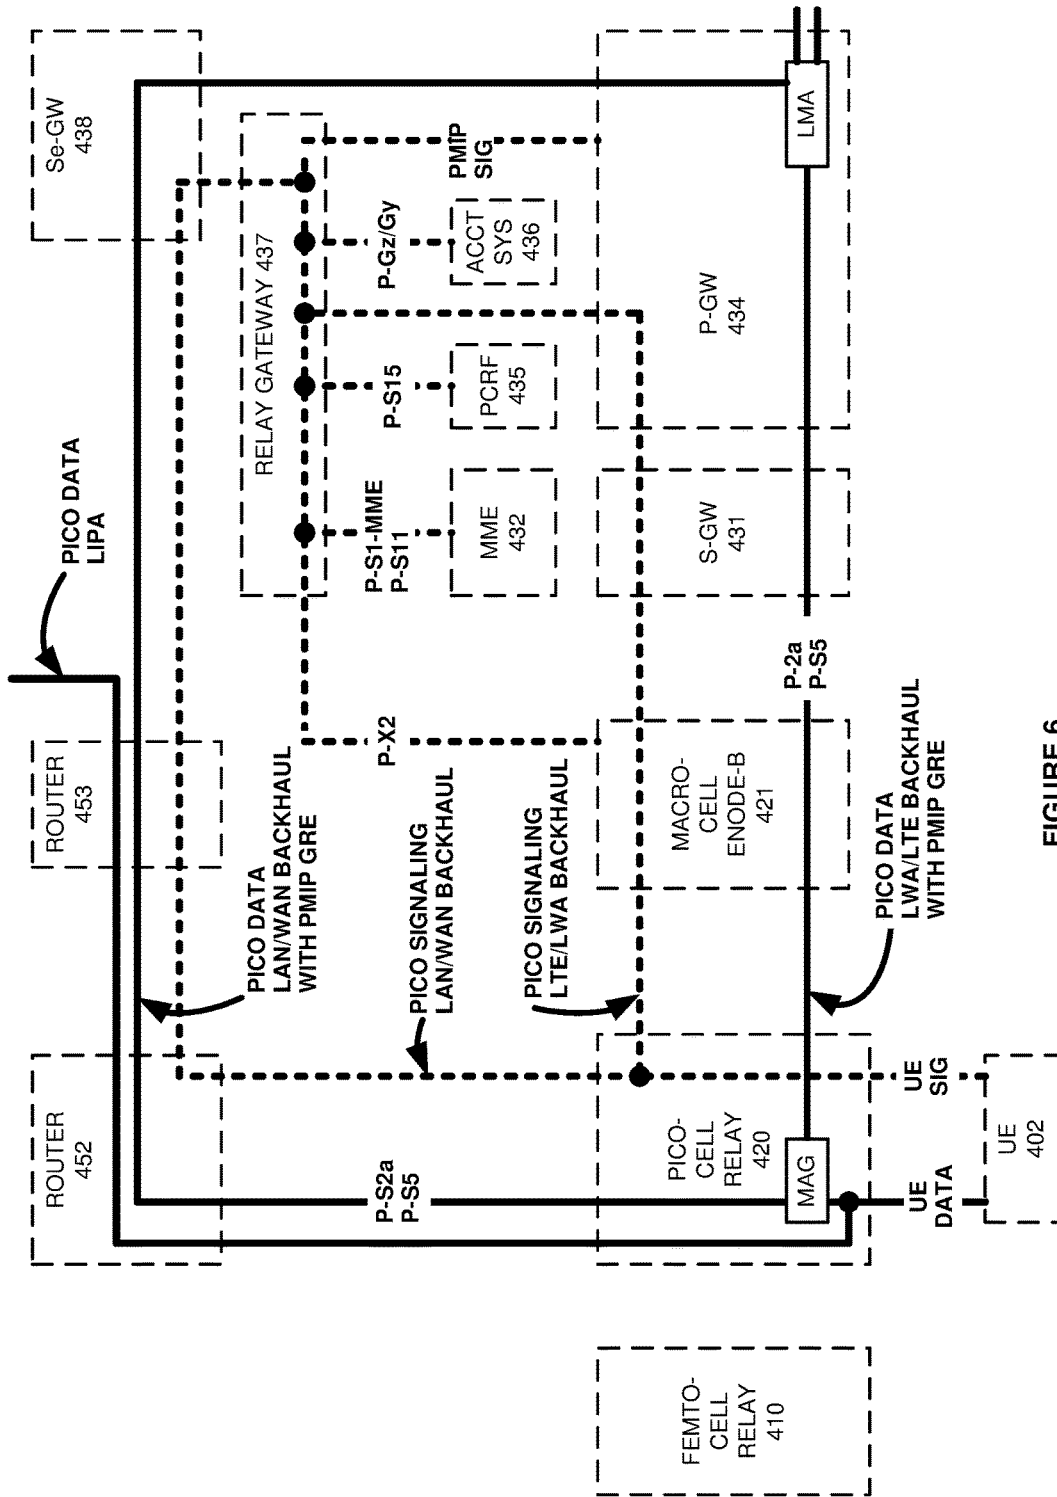 ROUTER
452
ROUTER
453
PICO DATA
LIPA
Se-GW
438
PICO DATA
LAN/WAN BACKHAUL
WITH PMIP GRE
RELAY GATEWAY 437
P-S2a
P-S5
PICO SIGNALING
LAN/WAN BACKHAUL
P-X2
P-S1-MME
P-S11
P-S15
P-Gz/Gy
PMIP
SIG
PICO SIGNALING
LTE/LWA BACKHAUL
MME
432
PCRF
435
ACCT
SYS
436
FEMTO-
CELL
RELAY
410
PICO-
CELL
RELAY
420
MACRO-
CELL
ENODE-B
421
S-GW
431
P-GW
434
MAG
P-2a
P-S5
LMA
UE
DATA
UE
SIG
PICO DATA
LWA/LTE BACKHAUL
WITH PMIP GRE
UE
402
FIGURE 6